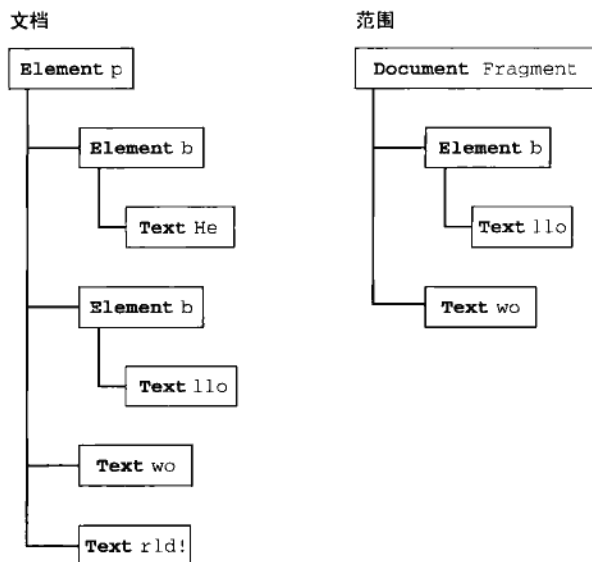 文档
Element p
Element b
Text He
Element b
Text llo
Text wo
Text rld!
范围
Document Fragment
Element b
Text llo
Text wo